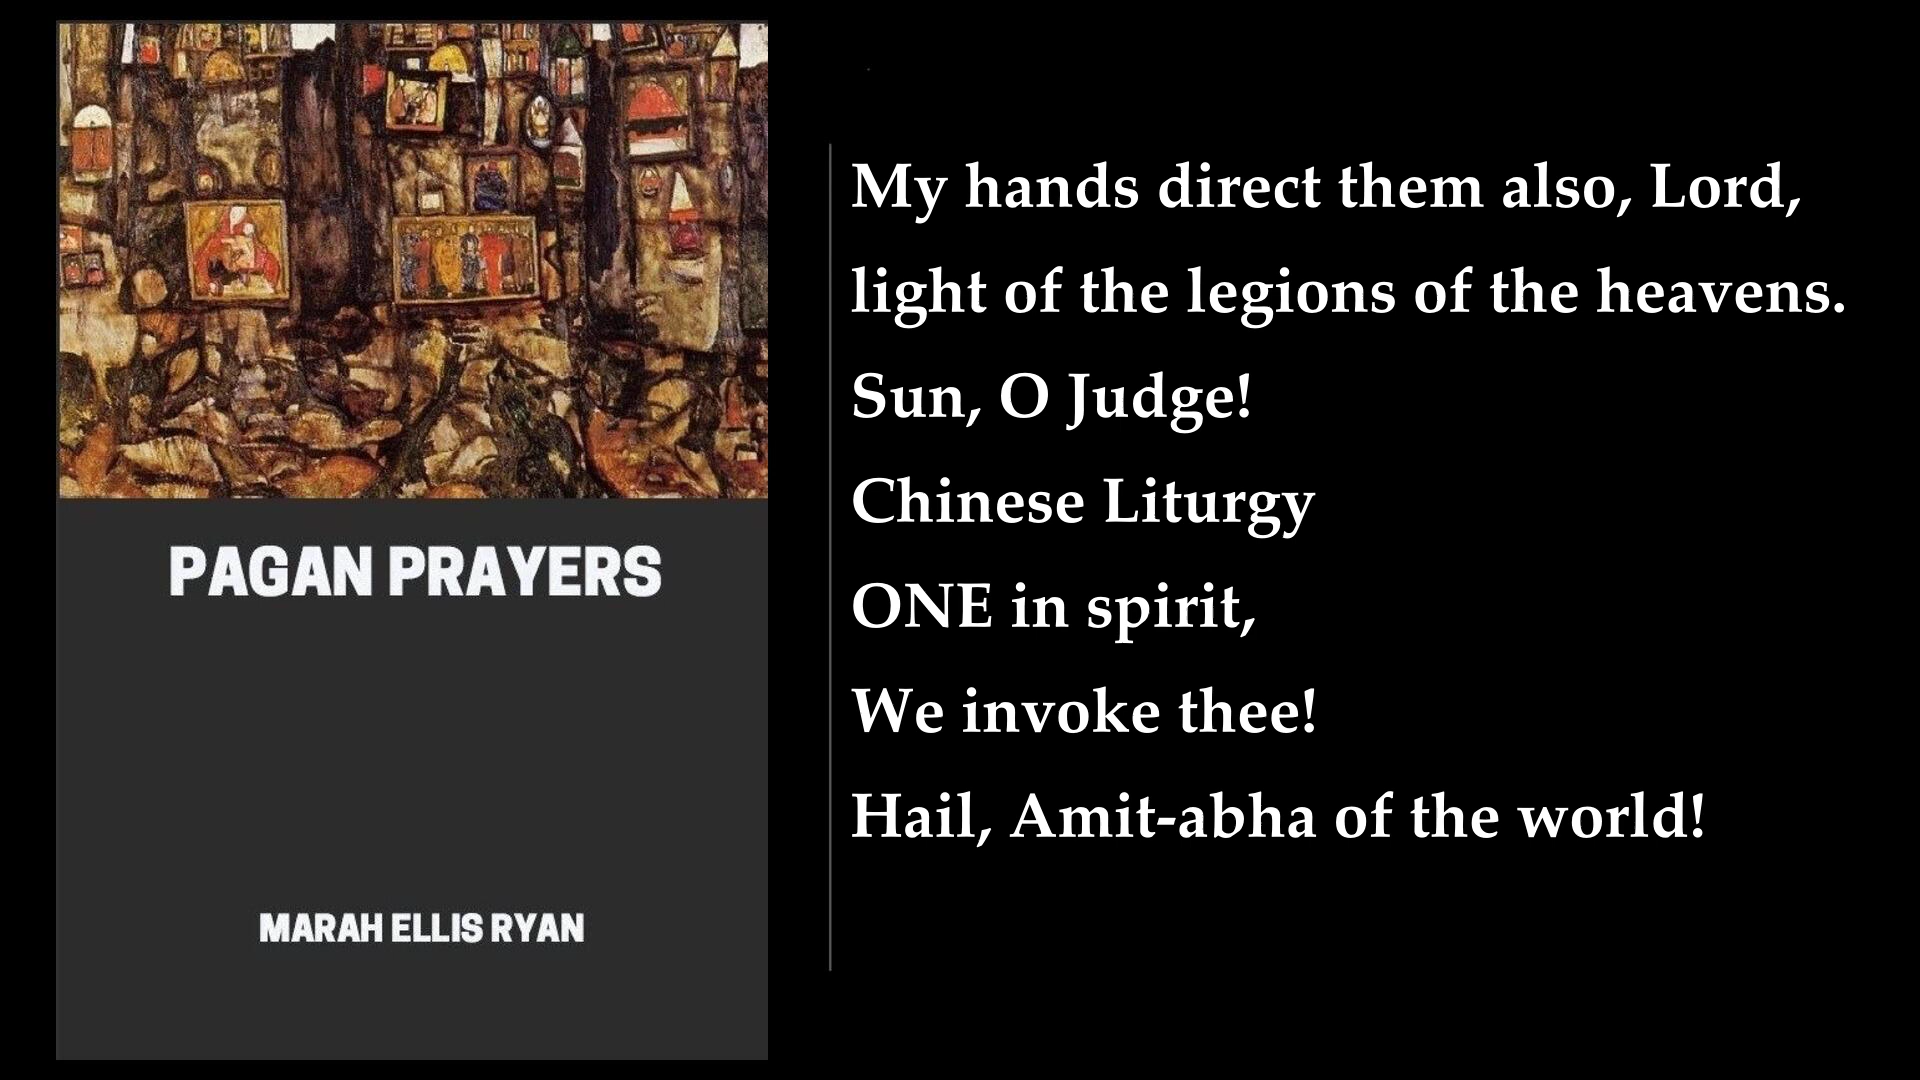 PAGAN PRAYERS
MARAH ELLIS RYAN
My hands direct them also, Lord,
light of the legions of the heavens.
Sun, O Judge!
Chinese Liturgy
ONE in spirit,
We invoke thee!
Hail, Amit-abha of the world!